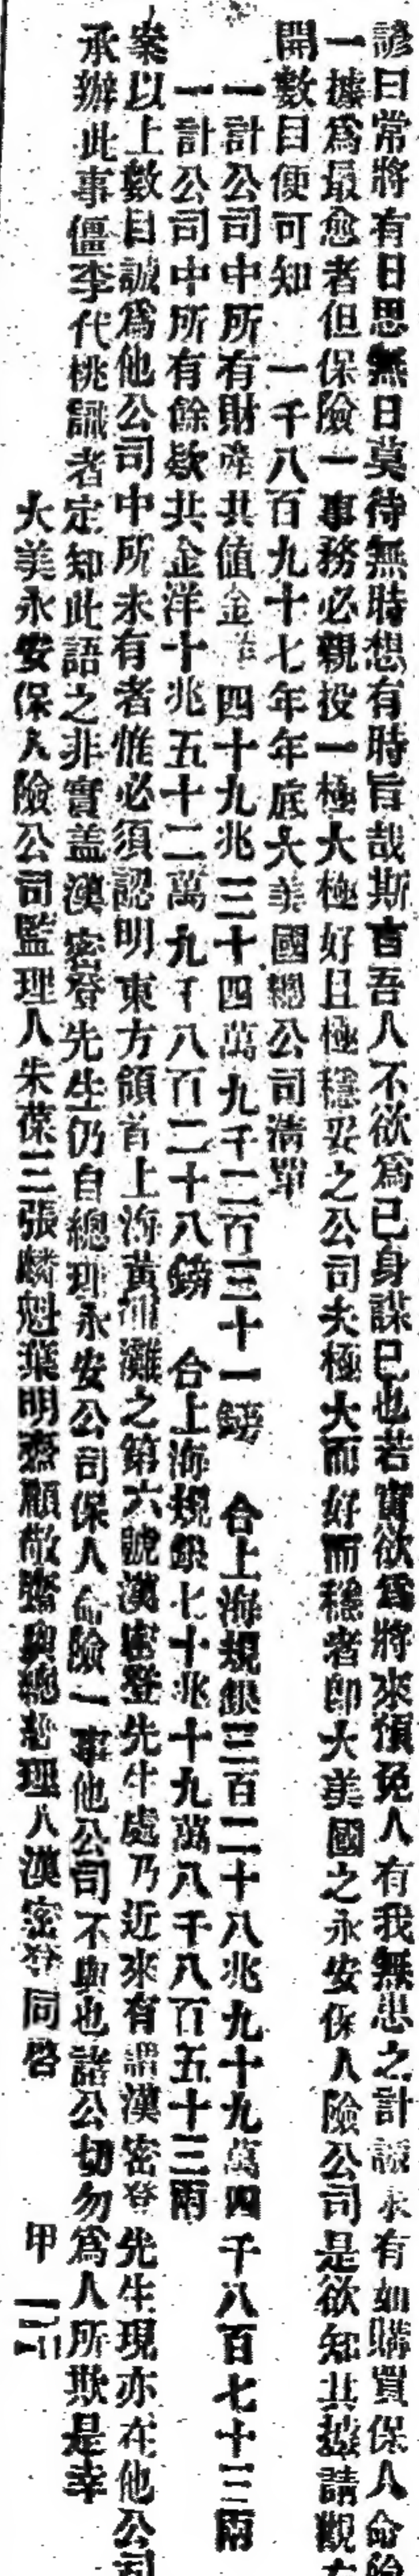 諺曰常將有日思無日莫待無時想有時旨哉斯言吾人不欲爲己身謀已也若實欲爲將來預免人有我無患之計誠未有如購買保人命險
一據爲最愈者但保險一事務必親投一極大極好且極穩妥之公司夫極大而好而穩者即大美國之永安保人險公司是欲知其據請觀左
開數目便可知 一千八百九十七年年底大美國總公司清單
一計公司中所有財產共值金洋四十九兆三十四萬九千二百三十一鎊 合上海規銀三百二十八兆九十九萬四千八百七十三兩
一計公司中所有餘欵共金洋十兆五十二萬九千八百二十八鎊 合上海規銀七十兆十九萬八千八百五十三兩
案以上數目誠爲他公司中所未有者惟必須認明東方領首上海黃浦灘之第六號漢密登先生處乃近來有謂漢密登先生現亦在他公司
承辦此事僵李代桃識者定知此語之非實蓋漢密登先生仍自總理永安公司保人命險一事他公司不與也諸公切勿爲人所欺是幸
大美永安保人險公司監理人朱葆三張麟魁葉明齋顧敬齋與總理人漢密登同啓 甲